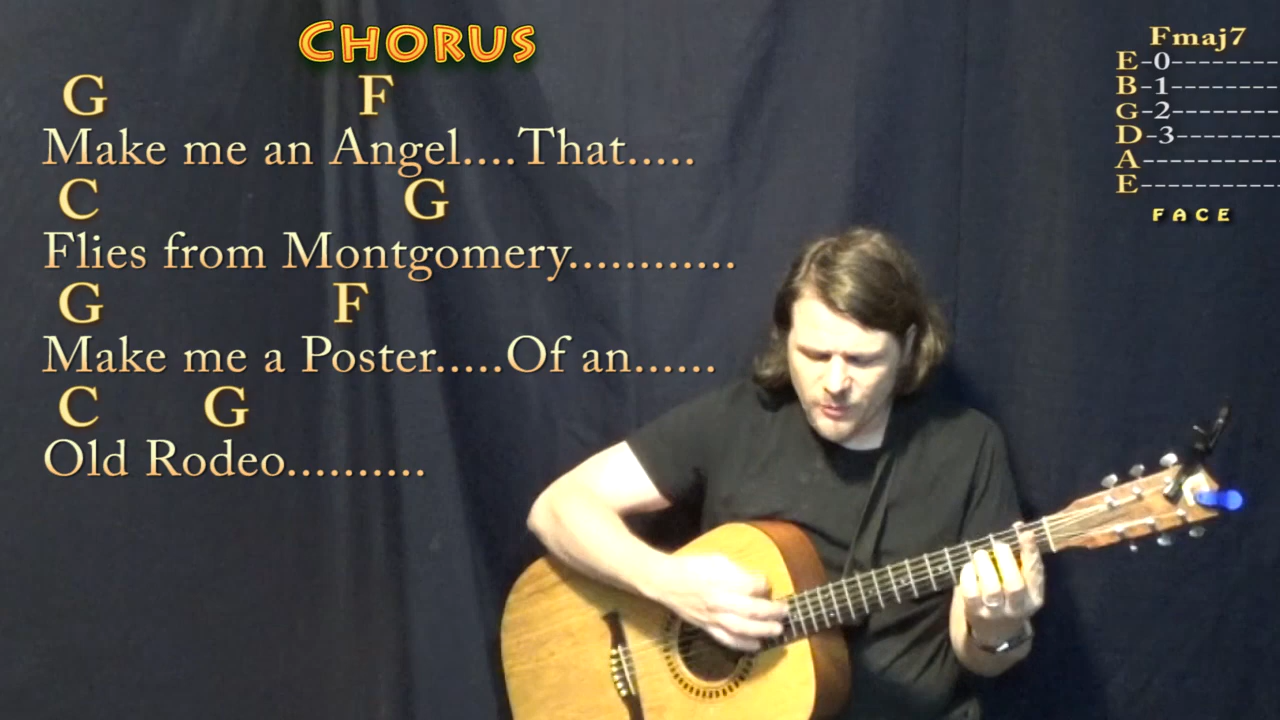 CHORUS
G F
Make me an Angel....That.....
C G
Flies from Montgomery............
G F
Make me a Poster.....Of an......
C G
Old Rodeo..........
Fmaj7
E-0---------
B-1---------
G-2---------
D-3---------
A-----------
E-----------
F A C E